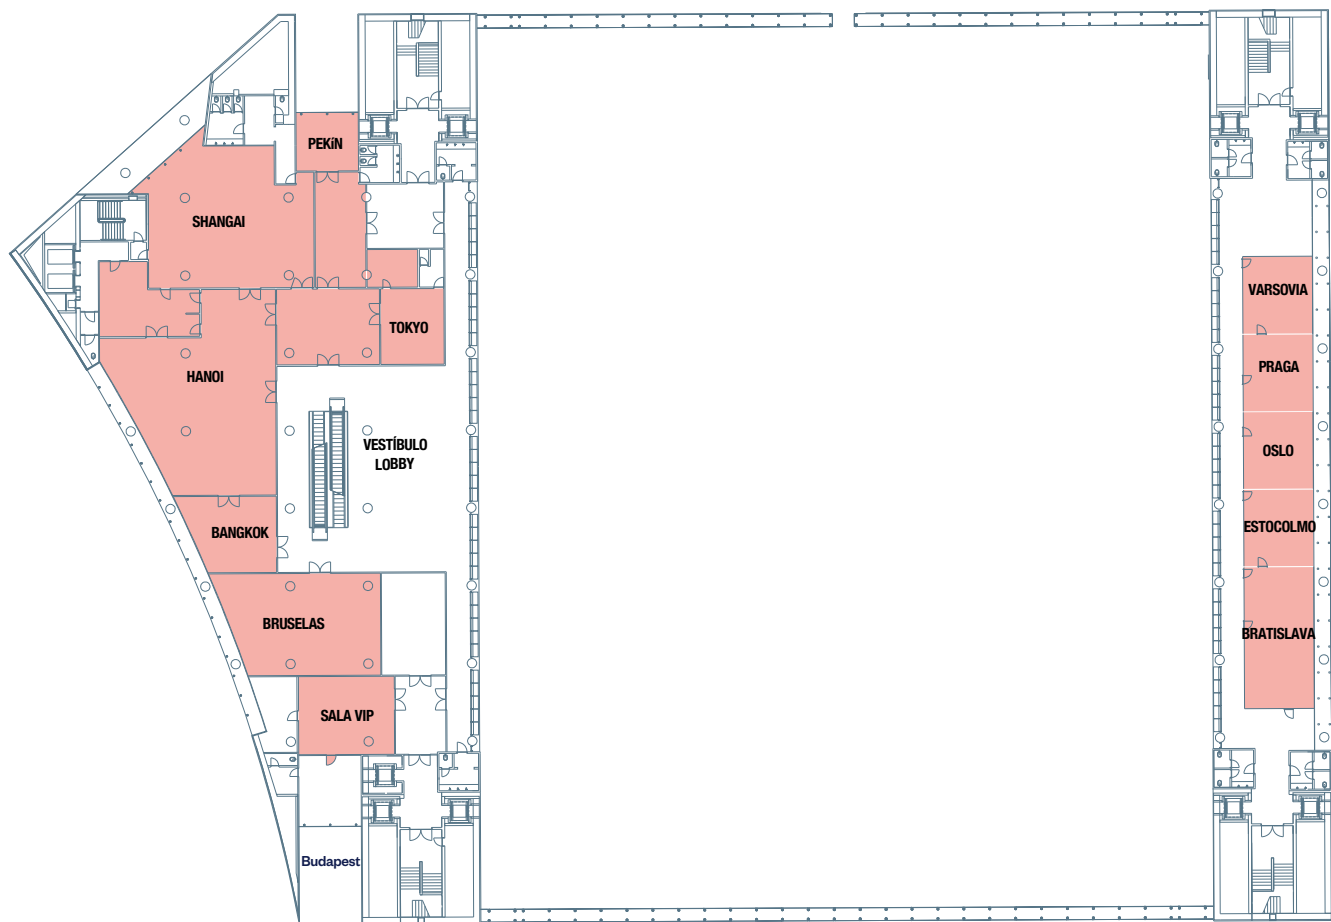 PEKíN
SHANGAI
TOKYO
HANOI
VESTÍBULO
LOBBY
BANGKOK
BRUSELAS
SALA VIP
Budapest
VARSOVIA
PRAGA
OSLO
ESTOCOLMO
BRATISLAVA